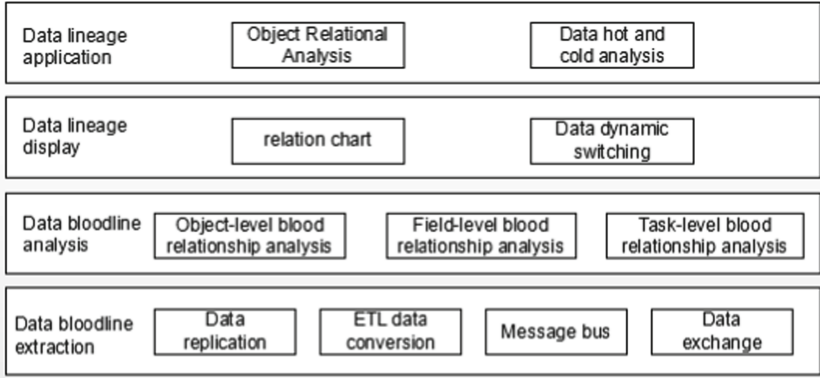 Data lineage
application
Object Relational
Analysis
Data hot and
cold analysis
Data lineage
display
relation chart
Data dynamic
switching
Data bloodline
analysis
Object-level blood
relationship analysis
Field-level blood
relationship analysis
Task-level blood
relationship analysis
Data bloodline
extraction
Data
replication
ETL data
conversion
Message bus
Data
exchange